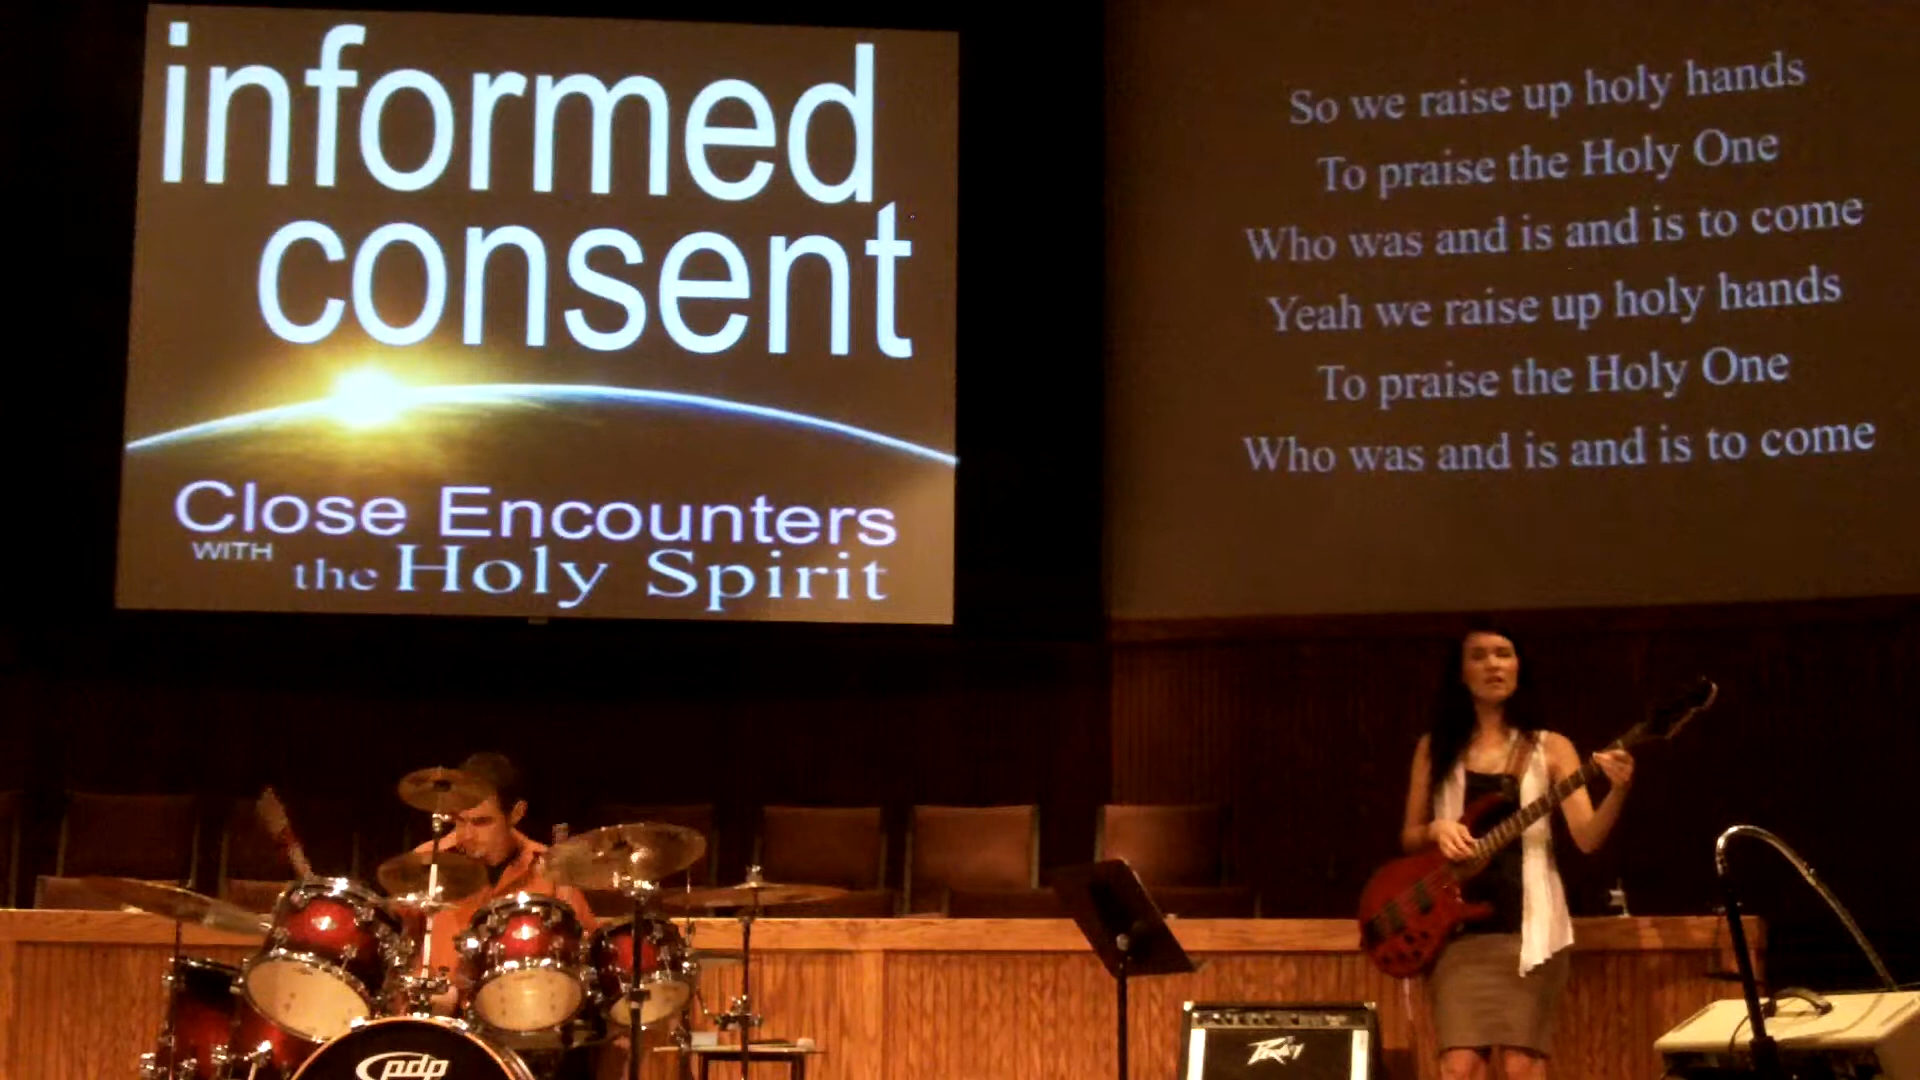 informed
consent
Close Encounters
WITH the Holy Spirit
So we raise up holy hands
To praise the Holy One
Who was and is and is to come
Yeah we raise up holy hands
To praise the Holy One
Who was and is and is to come
pdp
PEAVEY